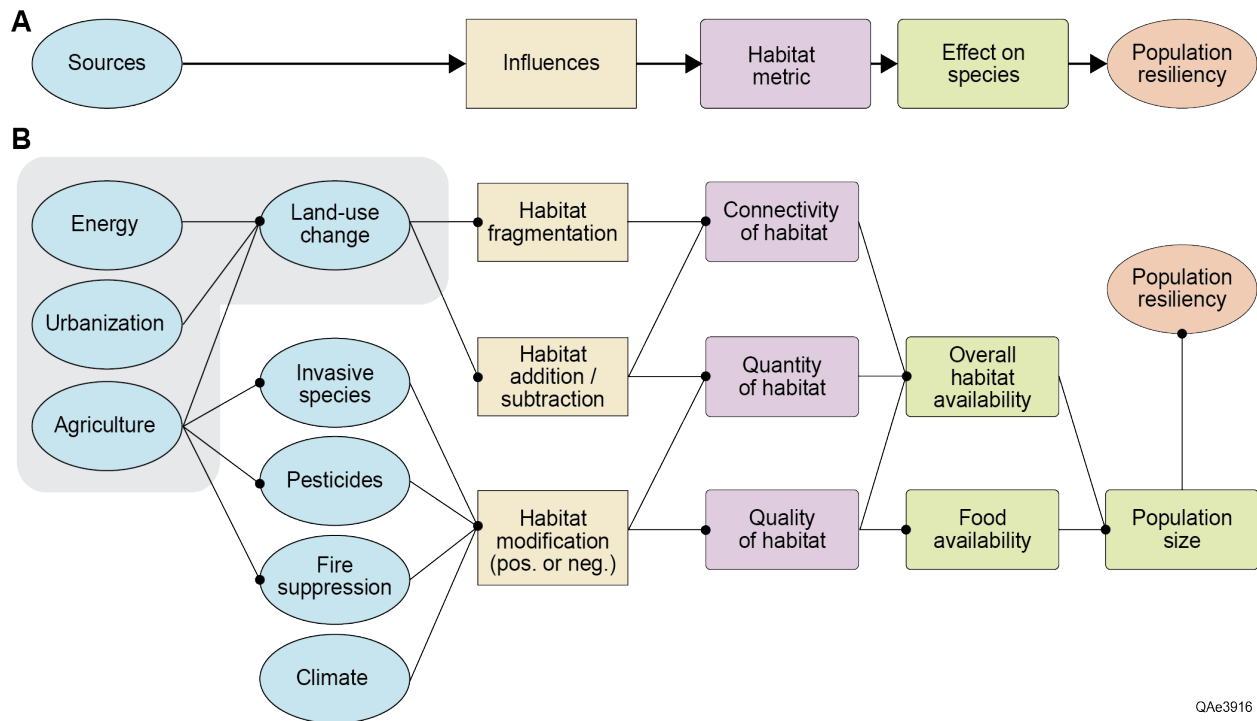 A
Sources
Influences
Habitat
metric
Effect on
species
Population
resiliency
B
Energy
Land-use
change
Habitat
fragmentation
Connectivity
of habitat
Population
resiliency
Urbanization
Invasive
species
Habitat
addition /
subtraction
Quantity
of habitat
Overall
habitat
availability
Agriculture
Pesticides
Habitat
modification
(pos. or neg.)
Quality
of habitat
Food
availability
Population
size
Fire
suppression
Climate
QAe3916